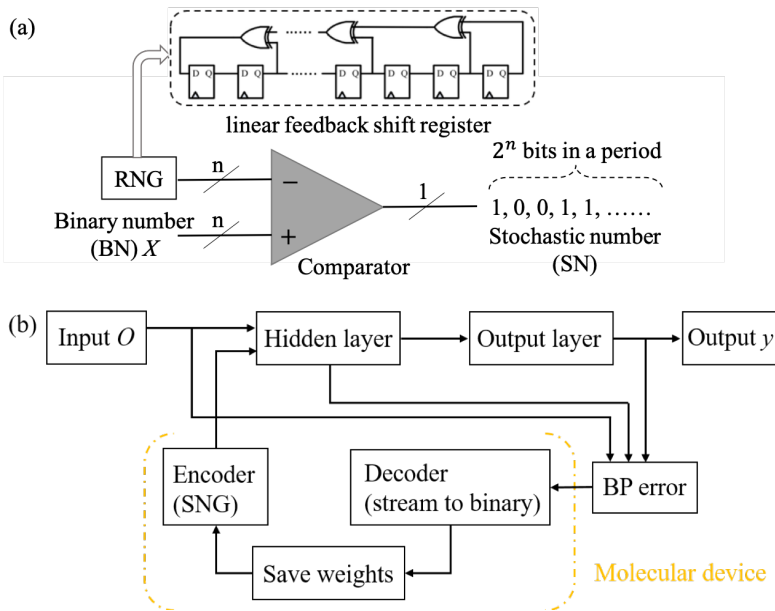 (a)
D Q
D Q
D Q
D Q
D Q
D Q
linear feedback shift register
RNG
n
−
2ⁿ bits in a period
1
1, 0, 0, 1, 1, ......
Binary number
(BN) X
n
+
Comparator
Stochastic number
(SN)
(b)
Input O
Hidden layer
Output layer
Output y
Encoder
(SNG)
Decoder
(stream to binary)
BP error
Save weights
Molecular device